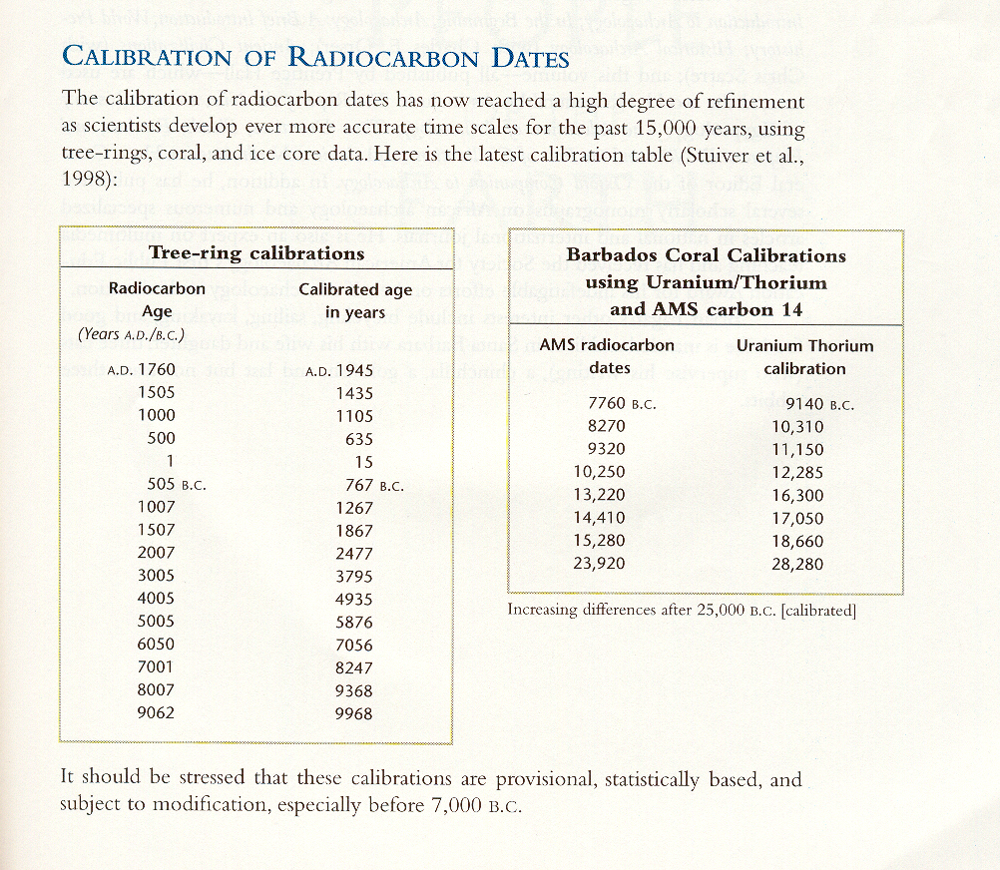 CALIBRATION OF RADIOCARBON DATES
The calibration of radiocarbon dates has now reached a high degree of refinement
as scientists develop ever more accurate time scales for the past 15,000 years, using
tree-rings, coral, and ice core data. Here is the latest calibration table (Stuiver et al.,
1998):
Tree-ring calibrations
Radiocarbon Calibrated age
Age in years
(Years A.D./B.C.)
A.D. 1760 A.D. 1945
1505 1435
1000 1105
500 635
1 15
505 B.C. 767 B.C.
1007 1267
1507 1867
2007 2477
3005 3795
4005 4935
5005 5876
6050 7056
7001 8247
8007 9368
9062 9968
Barbados Coral Calibrations
using Uranium/Thorium
and AMS carbon 14
AMS radiocarbon Uranium Thorium
dates calibration
7760 B.C. 9140 B.C.
8270 10,310
9320 11,150
10,250 12,285
13,220 16,300
14,410 17,050
15,280 18,660
23,920 28,280
Increasing differences after 25,000 B.C. [calibrated]
It should be stressed that these calibrations are provisional, statistically based, and
subject to modification, especially before 7,000 B.C.